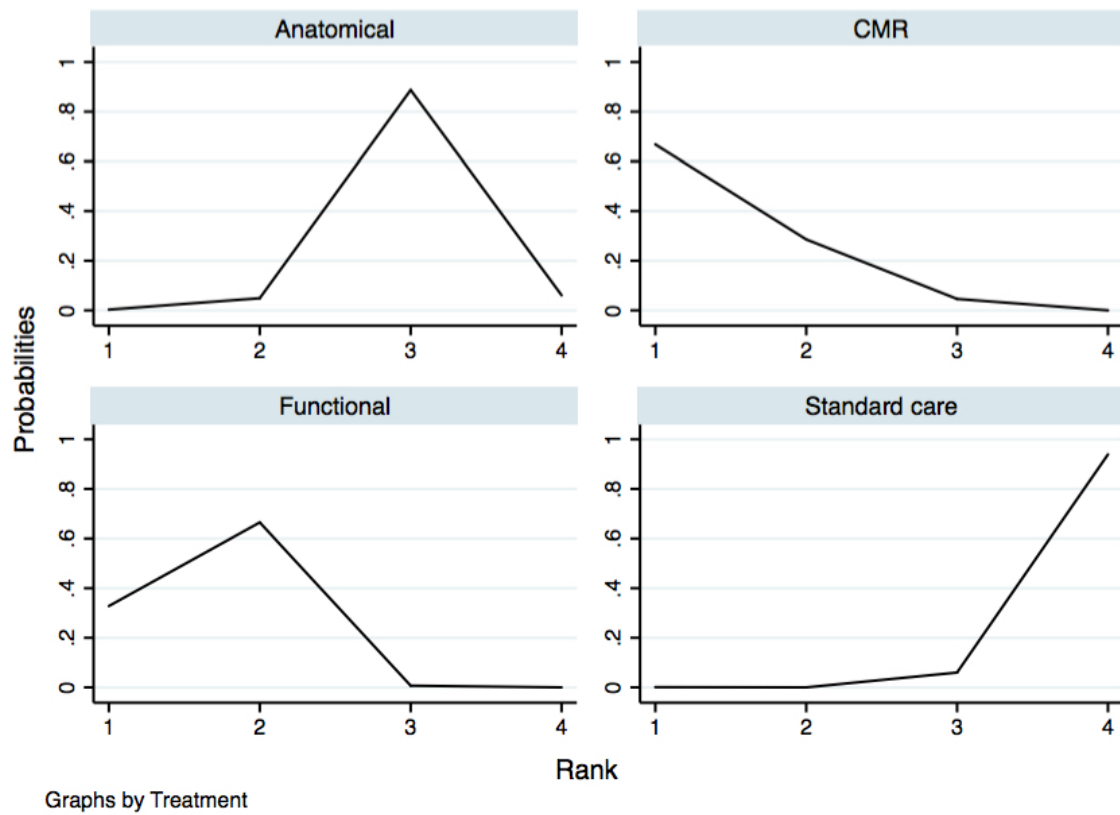 Anatomical
CMR
1
.8
.6
.4
.2
0
1 2 3 4
1
.8
.6
.4
.2
0
1 2 3 4
Functional
Standard care
1
.8
.6
.4
.2
0
1 2 3 4
1
.8
.6
.4
.2
0
1 2 3 4
Probabilities
Rank
Graphs by Treatment